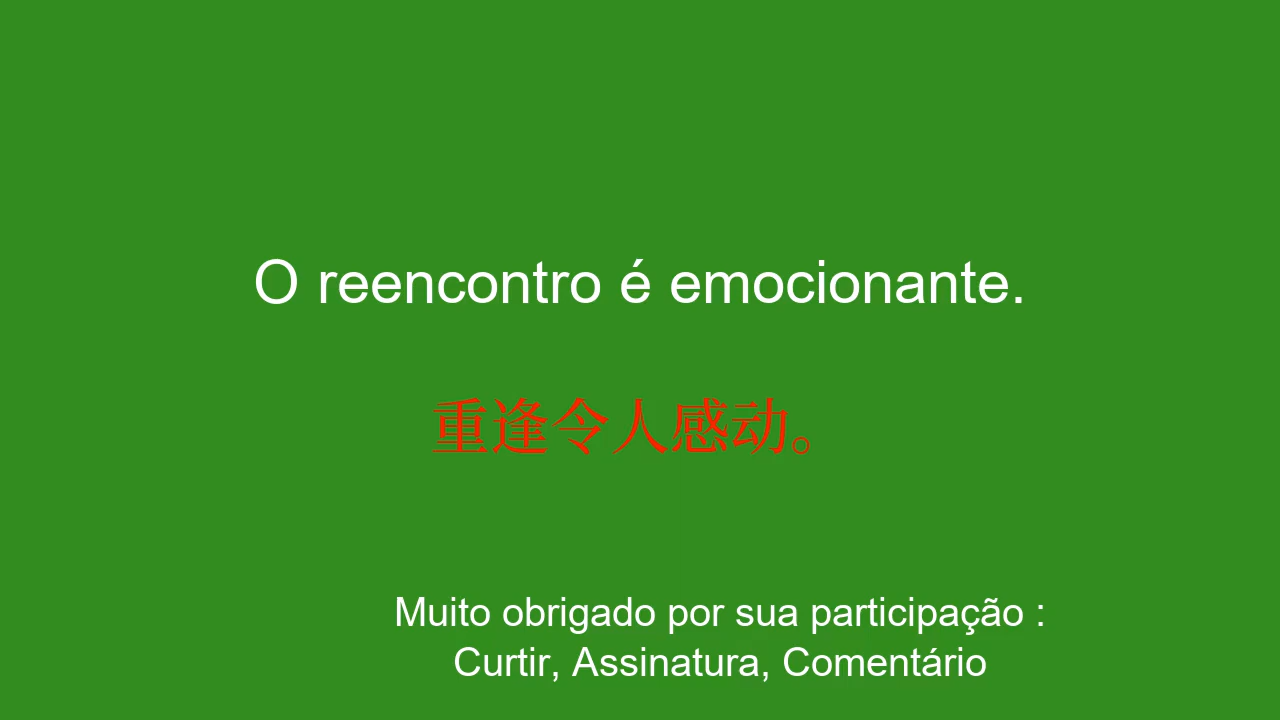 O reencontro é emocionante.
重逢令人感动。
Muito obrigado por sua participação :
Curtir, Assinatura, Comentário